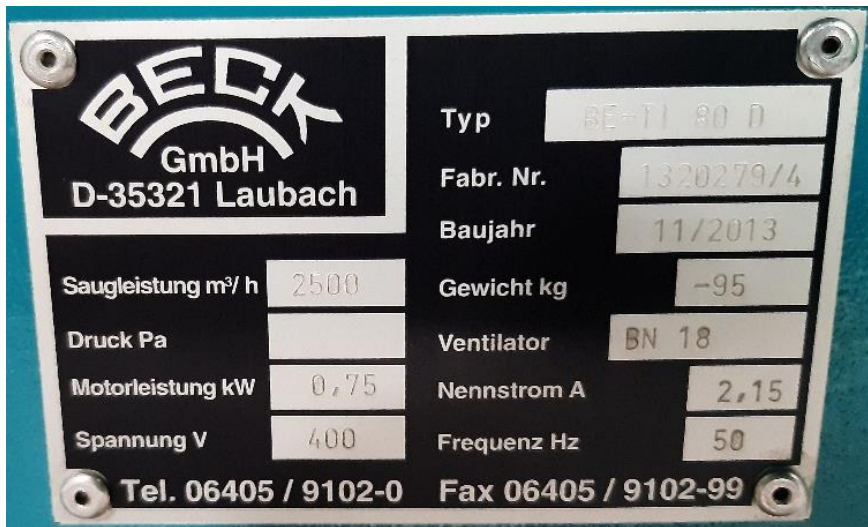 BECK
GmbH
D-35321 Laubach
Typ BE-TI 80 D
Fabr. Nr. 1320279/4
Baujahr 11/2013
Saugleistung m³/h 2500
Gewicht kg -95
Druck Pa
Ventilator BN 18
Motorleistung kW 0,75
Nennstrom A 2,15
Spannung V 400
Frequenz Hz 50
Tel. 06405 / 9102-0 Fax 06405 / 9102-99